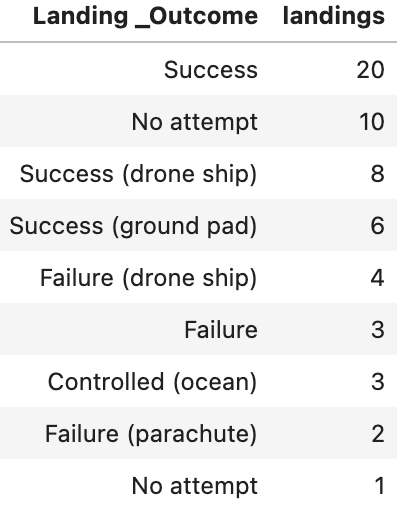 Landing _Outcome landings
Success 20
No attempt 10
Success (drone ship) 8
Success (ground pad) 6
Failure (drone ship) 4
Failure 3
Controlled (ocean) 3
Failure (parachute) 2
No attempt 1